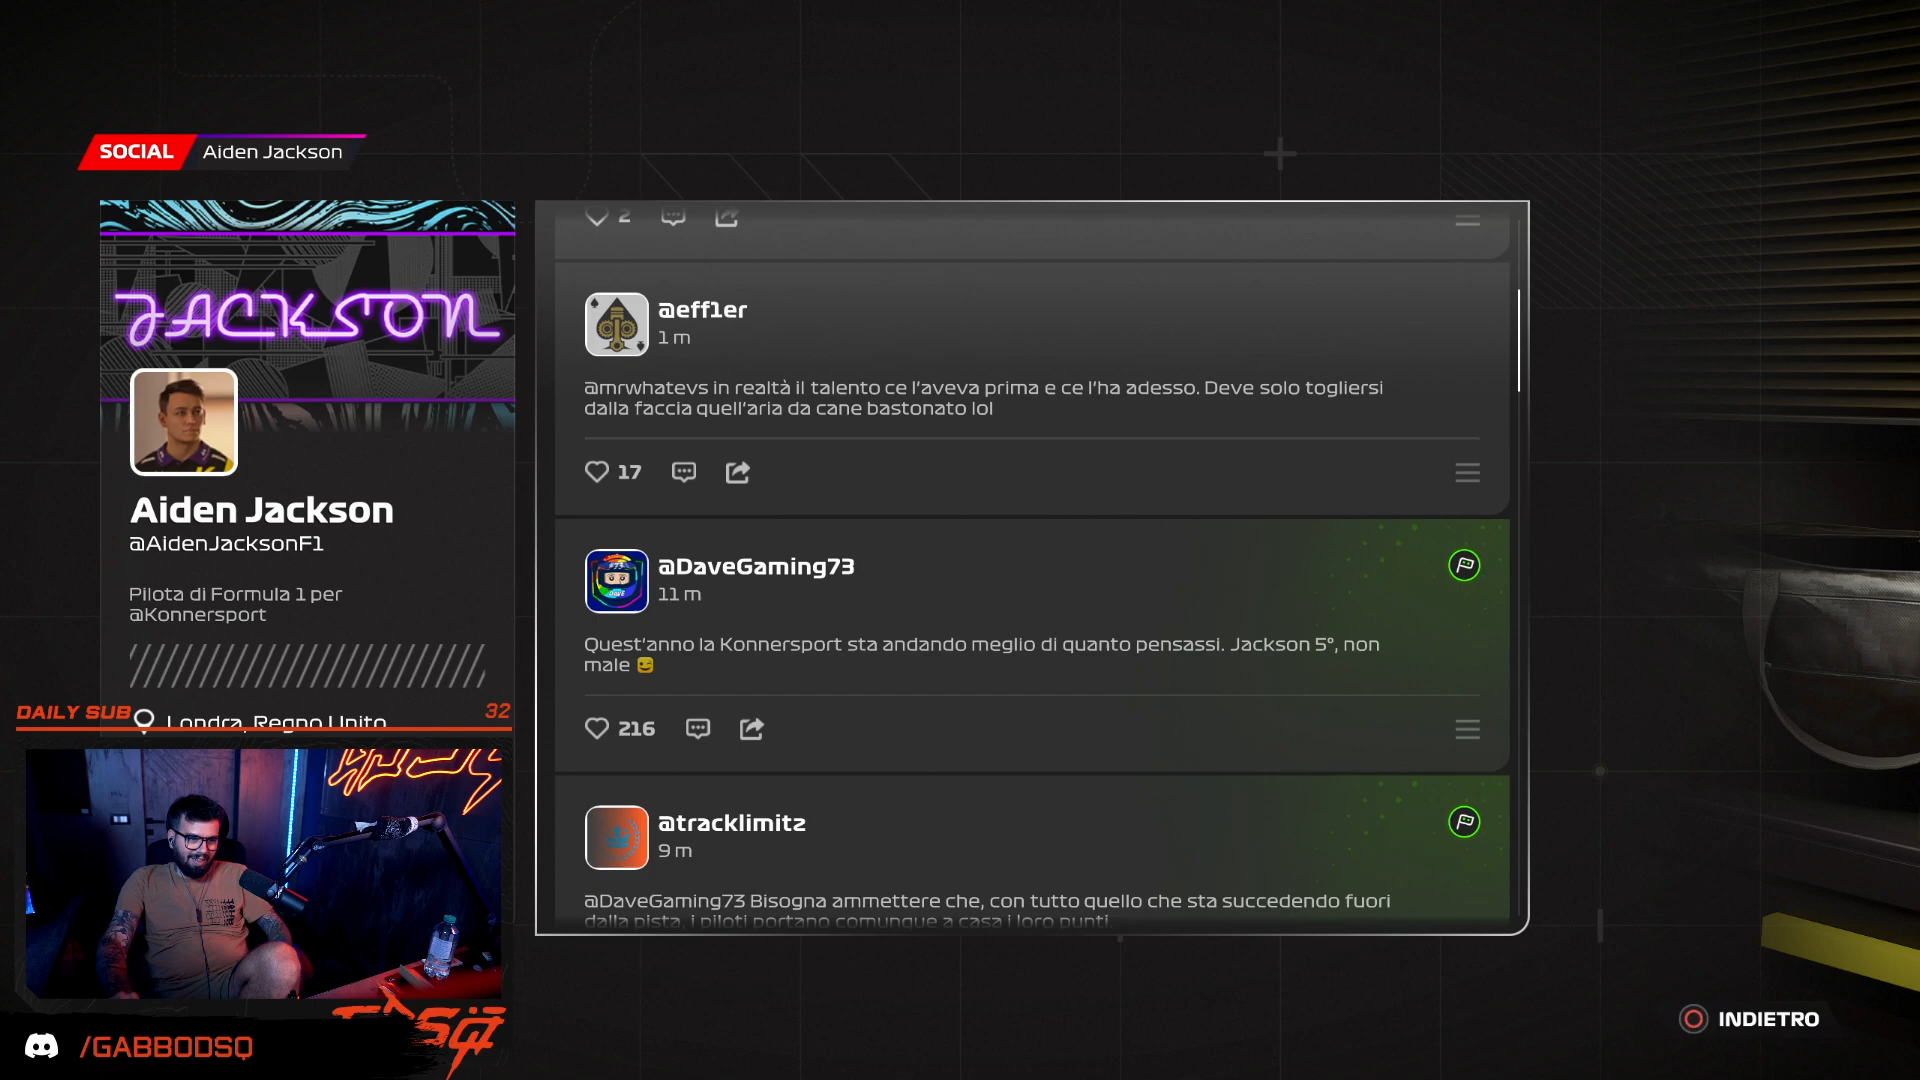 SOCIAL
Aiden Jackson
JACKSON
Aiden Jackson
@AidenJacksonF1
Pilota di Formula 1 per
@Konnersport
Londra, Regno Unito
2
@eff1er
1 m
@mrwhatevs in realtà il talento ce l'aveva prima e ce l'ha adesso. Deve solo togliersi
dalla faccia quell'aria da cane bastonato lol
17
@DaveGaming73
11 m
Quest'anno la Konnersport sta andando meglio di quanto pensassi. Jackson 5°, non
male 😉
216
@tracklimitz
9 m
@DaveGaming73 Bisogna ammettere che, con tutto quello che sta succedendo fuori
dalla pista, i piloti portano comunque a casa i loro punti.
DAILY SUB
32
/GABBODSQ
INDIETRO